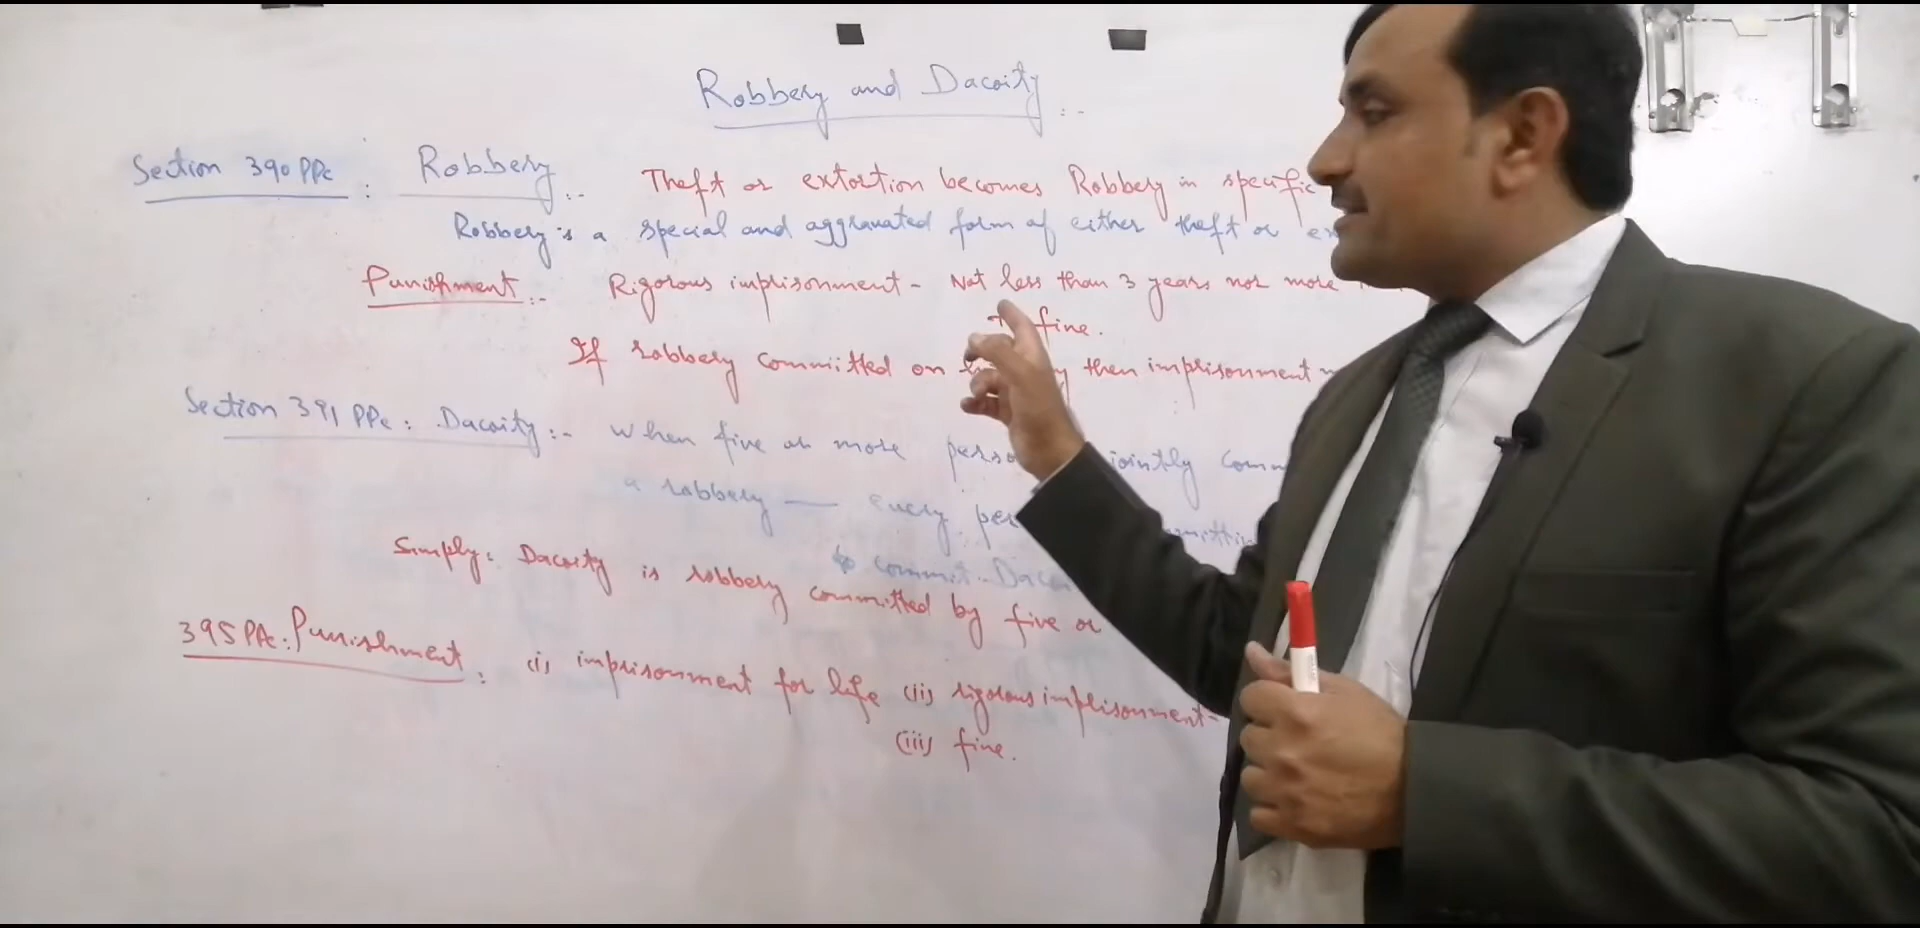 Robbery and Dacoity :-
Section 390 PPC : Robbery :- Theft or extortion becomes Robbery in specific
Robbery is a special and aggravated form of either theft or
Punishment :- Rigorous imprisonment - Not less than 3 years nor more
+ fine.
If robbery committed on then imprisonment
Section 391 PPC : Dacoity :- When five or more jointly
a robbery — Every
commit
Simply : Dacoity is robbery committed by five or
395 PPC : Punishment : (i) imprisonment for life (ii) rigorous imprisonment-
(iii) fine.